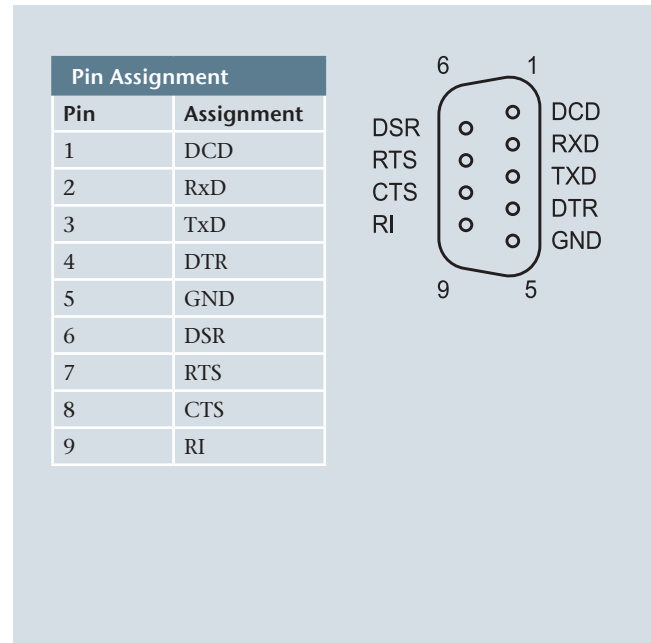 Pin Assignment
Pin Assignment
1 DCD
2 RxD
3 TxD
4 DTR
5 GND
6 DSR
7 RTS
8 CTS
9 RI
6 1
DSR DCD
RTS RXD
CTS TXD
RI DTR
GND
9 5